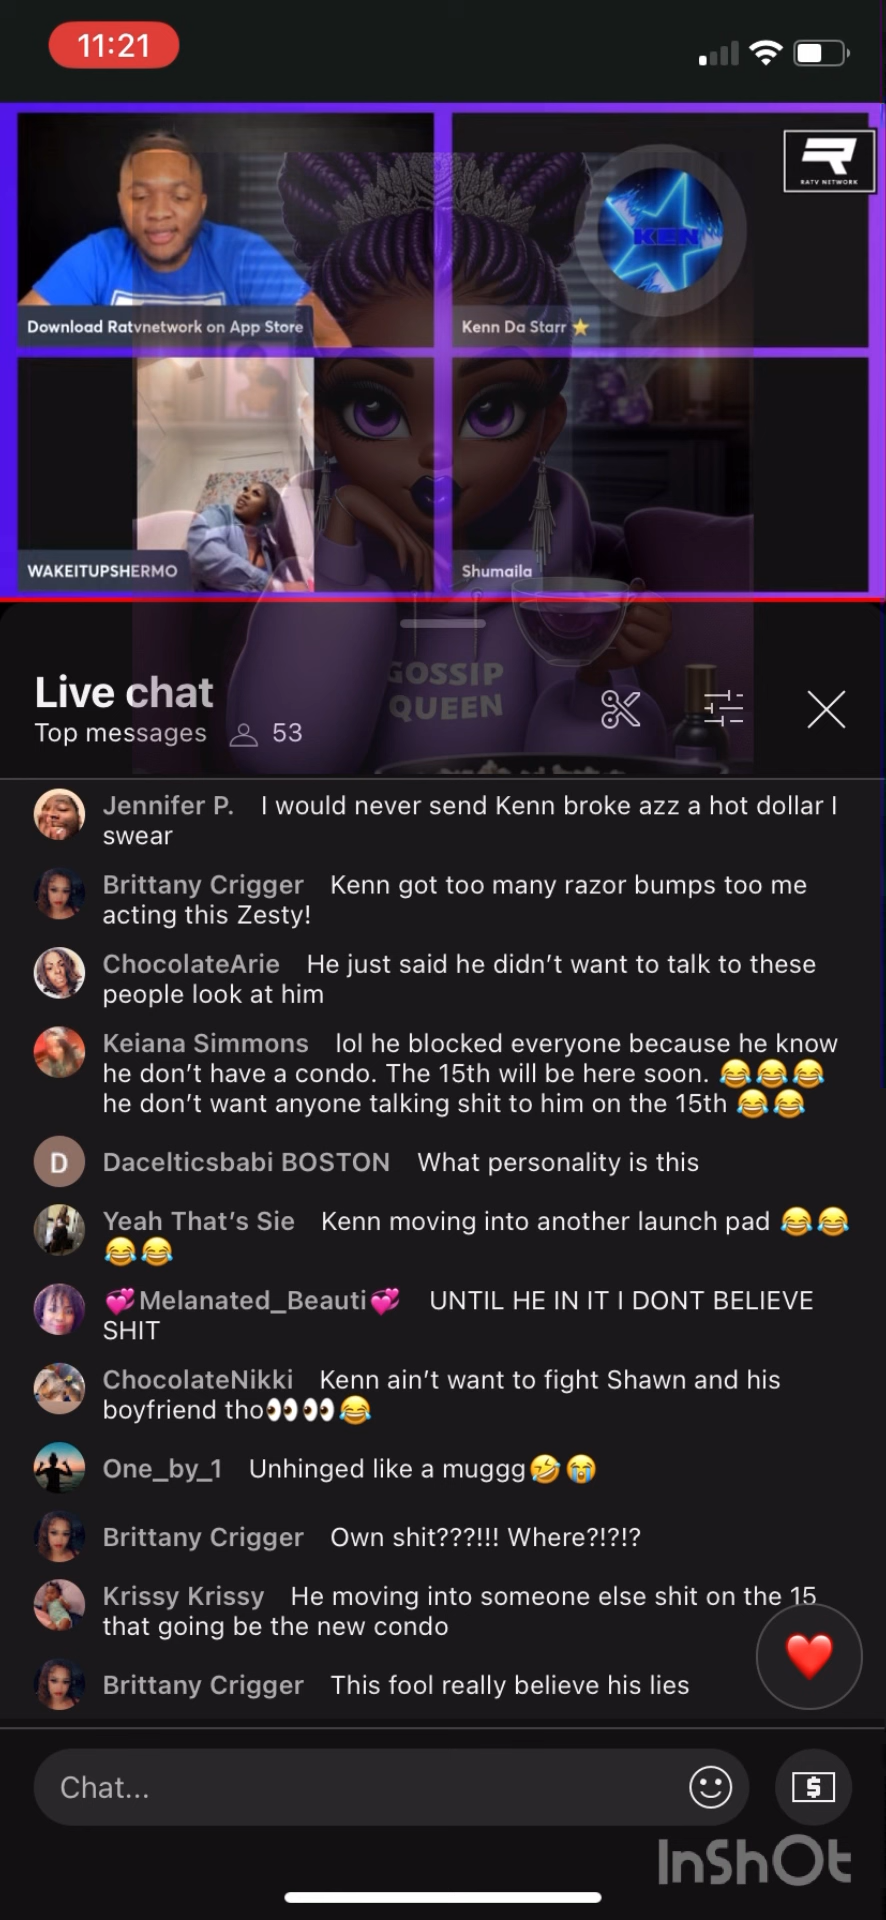 11:21
RATV NETWORK
KEN
Download Ratvnetwork on App Store
Kenn Da Starr ⭐
WAKEITUPSHERMO
Shumaila
GOSSIP
QUEEN
Live chat
Top messages 53
Jennifer P. I would never send Kenn broke azz a hot dollar I
swear
Brittany Crigger Kenn got too many razor bumps too me
acting this Zesty!
ChocolateArie He just said he didn’t want to talk to these
people look at him
Keiana Simmons lol he blocked everyone because he know
he don’t have a condo. The 15th will be here soon. 😂😂😂
he don’t want anyone talking shit to him on the 15th 😂😂
D Dacelticsbabi BOSTON What personality is this
Yeah That’s Sie Kenn moving into another launch pad 😂😂
😂😂
💞Melanated_Beauti💞 UNTIL HE IN IT I DONT BELIEVE
SHIT
ChocolateNikki Kenn ain’t want to fight Shawn and his
boyfriend tho👀👀😂
One_by_1 Unhinged like a muggg🤣😭
Brittany Crigger Own shit???!!! Where?!?!?
Krissy Krissy He moving into someone else shit on the 15
that going be the new condo
Brittany Crigger This fool really believe his lies
Chat...
InShOt